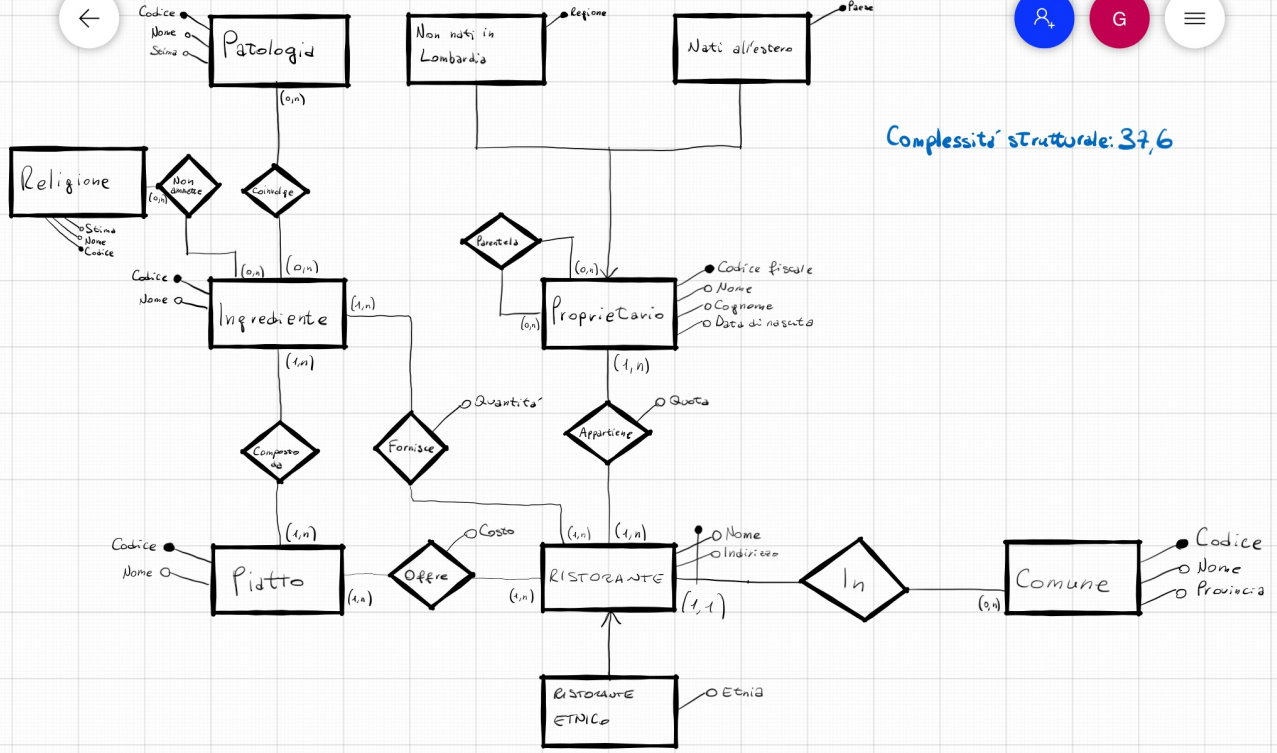 Codice
Nome
Stima
Patologia
(0,n)
Non nati in
Lombardia
Regione
Nati all'estero
Paese
G
Complessitá strutturale: 37,6
Religione
(0,n)
Stima
Nome
Codice
Non
ammette
Coinvolge
(0,n)
(0,n)
Parentela
(0,n)
(0,n)
Codice
Nome
Ingrediente
(1,n)
(1,n)
Proprietario
Codice fiscale
Nome
Cognome
Data di nascita
(1,n)
Quantitá
Quota
Composto
da
Fornisce
Appartiene
(1,n)
(1,n)
(1,n)
Codice
Nome
Piatto
(1,n)
Costo
Offre
(1,n)
RISTORANTE
Nome
Indirizzo
(1,1)
In
(0,n)
Comune
Codice
Nome
Provincia
RISTORANTE
ETNICO
Etnia